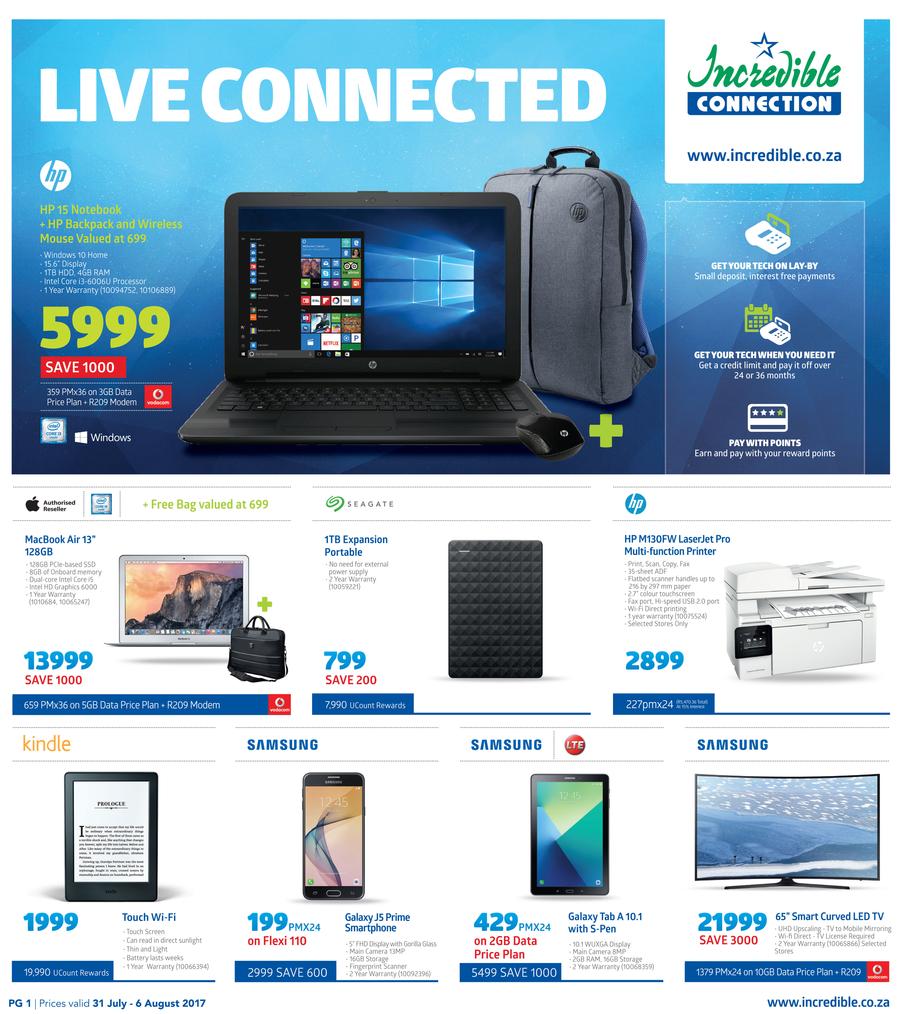 LIVE CONNECTED
Incredible
CONNECTION
www.incredible.co.za
hp
HP 15 Notebook
+ HP Backpack and Wireless
Mouse Valued at 699
· Windows 10 Home
· 15.6" Display
· 1TB HDD, 4GB RAM
· Intel Core i3-6006U Processor
· 1 Year Warranty (10094752, 10106889)
5999
SAVE 1000
359 PMx36 on 3GB Data
Price Plan + R209 Modem
vodacom
Windows
GET YOUR TECH ON LAY-BY
Small deposit, interest free payments
GET YOUR TECH WHEN YOU NEED IT
Get a credit limit and pay it off over
24 or 36 months
PAY WITH POINTS
Earn and pay with your reward points
Authorised
Reseller
+ Free Bag valued at 699
MacBook Air 13"
128GB
· 128GB PCIe-based SSD
· 8GB of Onboard memory
· Dual-core Intel Core i5
· Intel HD Graphics 6000
· 1 Year Warranty
(1010684, 10065247)
13999
SAVE 1000
659 PMx36 on 5GB Data Price Plan + R209 Modem
vodacom
SEAGATE
1TB Expansion
Portable
· No need for external
power supply
· 2 Year Warranty
(10059221)
799
SAVE 200
7,990 UCount Rewards
hp
HP M130FW LaserJet Pro
Multi-function Printer
· Print, Scan, Copy, Fax
· 35-sheet ADF
· Flatbed scanner handles up to
216 by 297 mm paper
· 2.7" colour touchscreen
· Fax port, Hi-speed USB 2.0 port
· Wi-Fi Direct printing
· 1 year warranty (10075524)
· Selected Stores Only
2899
227pmx24 (R5,470.36 Total)
At 15% Interest
kindle
PROLOGUE
1999
Touch Wi-Fi
· Touch Screen
· Can read in direct sunlight
· Thin and Light
· Battery lasts weeks
· 1 Year Warranty (10066394)
19,990 UCount Rewards
SAMSUNG
12:45
199PMX24
on Flexi 110
2999 SAVE 600
Galaxy J5 Prime
Smartphone
· 5" FHD Display with Gorilla Glass
· Main Camera 13MP
· 16GB Storage
· Fingerprint Scanner
· 2 Year Warranty (10092396)
SAMSUNG
LTE
12:45
429PMX24
on 2GB Data
Price Plan
5499 SAVE 1000
Galaxy Tab A 10.1
with S-Pen
· 10.1 WUXGA Display
· Main Camera 8MP
· 2GB RAM, 16GB Storage
· 2 Year Warranty (10068359)
SAMSUNG
21999
SAVE 3000
65" Smart Curved LED TV
· UHD Upscaling · TV to Mobile Mirroring
· Wi-fi Direct · TV License Required
· 2 Year Warranty (10065866) Selected
Stores
1379 PMx24 on 10GB Data Price Plan + R209
vodacom
PG 1 | Prices valid 31 July - 6 August 2017
www.incredible.co.za